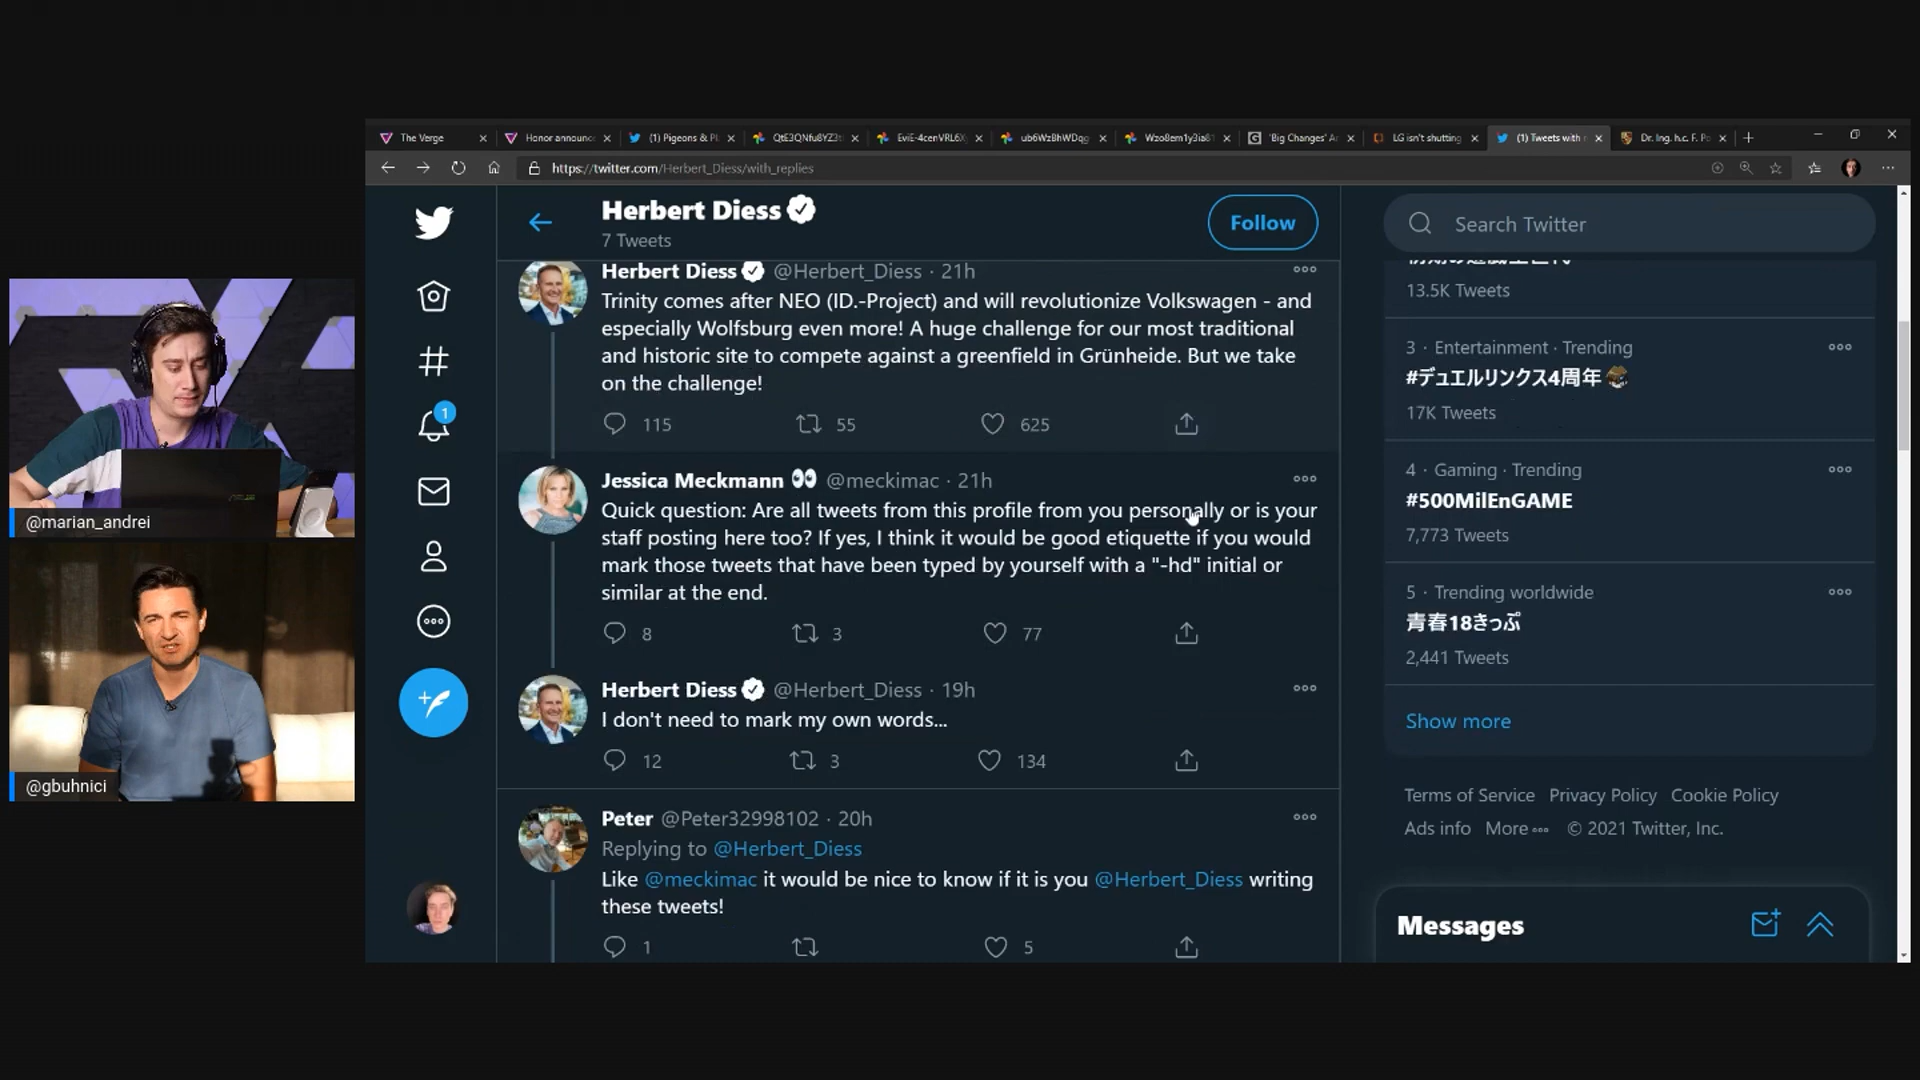 The Verge
Honor announc
(1) Pigeons & Pl
QtE3QNfu8YZ3t
EviE-4cenVRL6X
ub6WzBhWDqg
Wzo8em1y3ia8
'Big Changes' A
LG isn't shutting
(1) Tweets with r
Dr. Ing. h.c. F. Po
https://twitter.com/Herbert_Diess/with_replies
Herbert Diess
7 Tweets
Follow
Search Twitter
Herbert Diess @Herbert_Diess · 21h
Trinity comes after NEO (ID.-Project) and will revolutionize Volkswagen - and
especially Wolfsburg even more! A huge challenge for our most traditional
and historic site to compete against a greenfield in Grünheide. But we take
on the challenge!
115 55 625
Jessica Meckmann 👀 @meckimac · 21h
Quick question: Are all tweets from this profile from you personally or is your
staff posting here too? If yes, I think it would be good etiquette if you would
mark those tweets that have been typed by yourself with a "-hd" initial or
similar at the end.
8 3 77
Herbert Diess @Herbert_Diess · 19h
I don't need to mark my own words...
12 3 134
Peter @Peter32998102 · 20h
Replying to @Herbert_Diess
Like @meckimac it would be nice to know if it is you @Herbert_Diess writing
these tweets!
1 5
13.5K Tweets
3 · Entertainment · Trending
#デュエルリンクス4周年
17K Tweets
4 · Gaming · Trending
#500MilEnGAME
7,773 Tweets
5 · Trending worldwide
青春18きっぷ
2,441 Tweets
Show more
Terms of Service Privacy Policy Cookie Policy
Ads info More © 2021 Twitter, Inc.
Messages
1
@marian_andrei
@gbuhnici